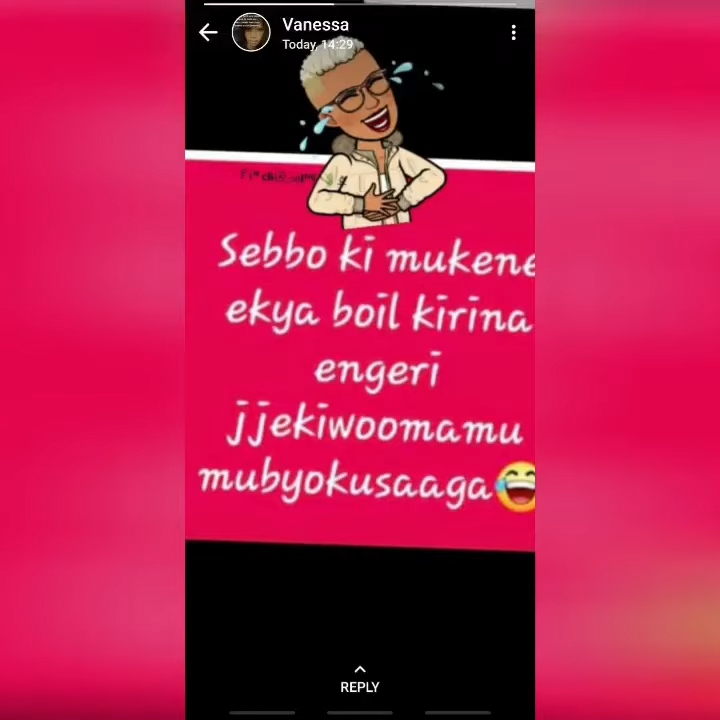 Vanessa
Today, 14:29
Sebbo ki mukene
ekya boil kirina
engeri
jjekiwoomamu
mubyokusaaga😂
REPLY